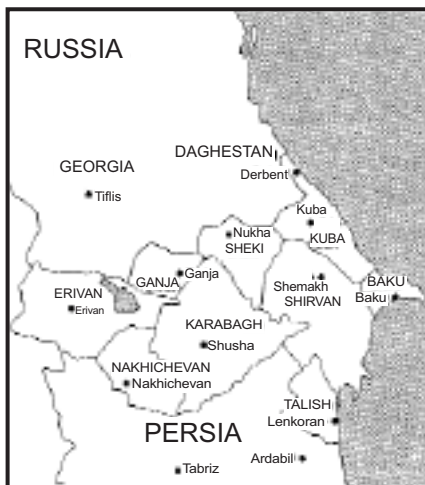 RUSSIA
DAGHESTAN
Derbent
GEORGIA
Tiflis
Kuba
KUBA
Nukha
SHEKI
Ganja
GANJA
Shemakh
SHIRVAN
BAKU
Baku
ERIVAN
Erivan
KARABAGH
Shusha
NAKHICHEVAN
Nakhichevan
TALISH
Lenkoran
PERSIA
Ardabil
Tabriz